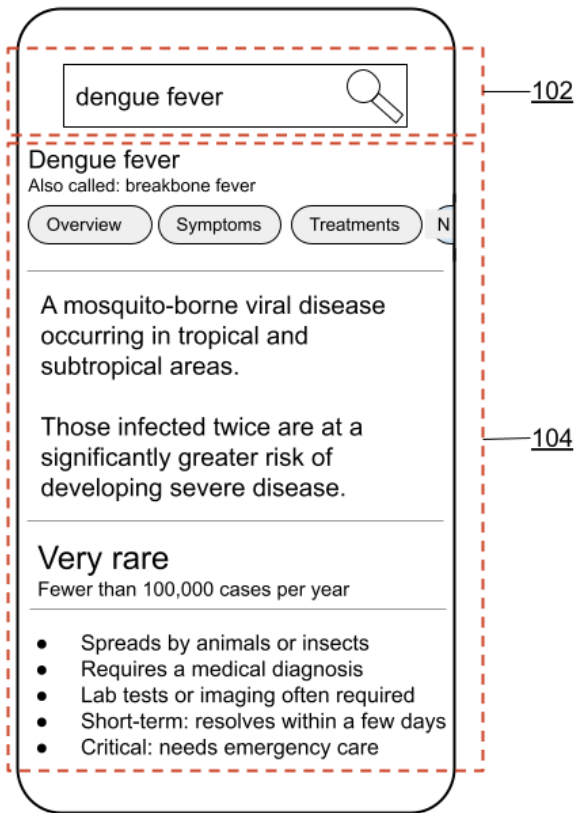 dengue fever
102
Dengue fever
Also called: breakbone fever
Overview Symptoms Treatments N
A mosquito-borne viral disease
occurring in tropical and
subtropical areas.
Those infected twice are at a
significantly greater risk of
developing severe disease.
104
Very rare
Fewer than 100,000 cases per year
● Spreads by animals or insects
● Requires a medical diagnosis
● Lab tests or imaging often required
● Short-term: resolves within a few days
● Critical: needs emergency care